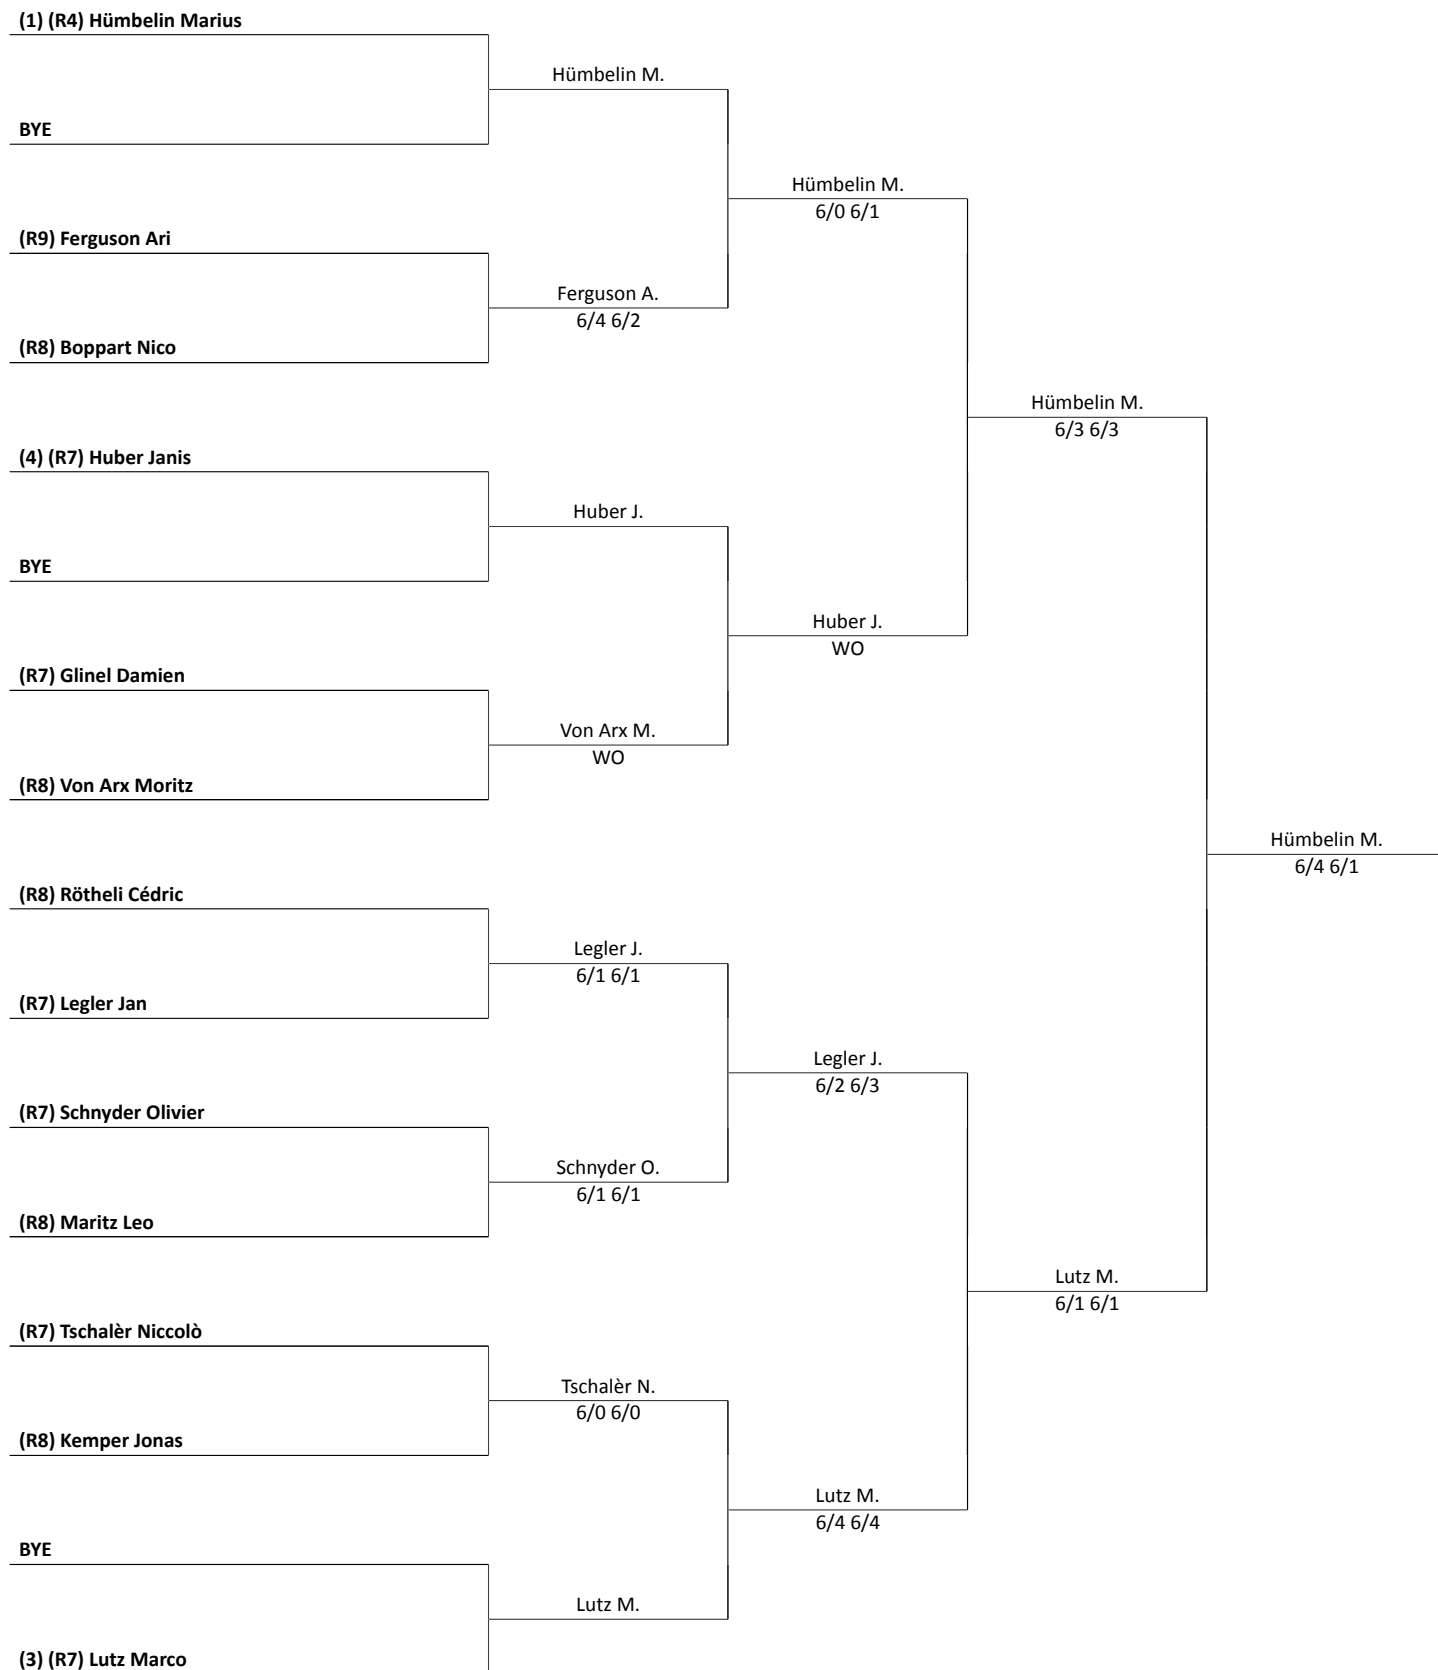 (1) (R4) Hümbelin Marius
Hümbelin M.
BYE
Hümbelin M.
6/0 6/1
(R9) Ferguson Ari
Ferguson A.
6/4 6/2
(R8) Boppart Nico
Hümbelin M.
6/3 6/3
(4) (R7) Huber Janis
Huber J.
BYE
Huber J.
WO
(R7) Glinel Damien
Von Arx M.
WO
(R8) Von Arx Moritz
Hümbelin M.
6/4 6/1
(R8) Rötheli Cédric
Legler J.
6/1 6/1
(R7) Legler Jan
Legler J.
6/2 6/3
(R7) Schnyder Olivier
Schnyder O.
6/1 6/1
(R8) Maritz Leo
Lutz M.
6/1 6/1
(R7) Tschalèr Niccolò
Tschalèr N.
6/0 6/0
(R8) Kemper Jonas
Lutz M.
6/4 6/4
BYE
Lutz M.
(3) (R7) Lutz Marco